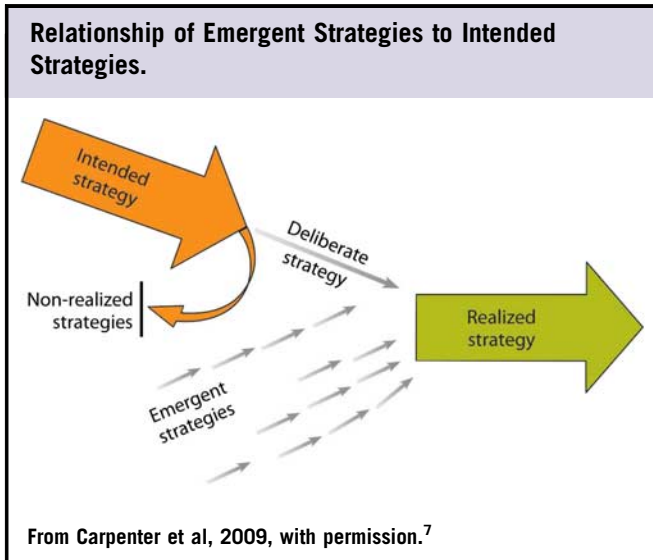 Relationship of Emergent Strategies to Intended
Strategies.
Intended
strategy
Deliberate
strategy
Non-realized
strategies
Realized
strategy
Emergent
strategies
From Carpenter et al, 2009, with permission.7